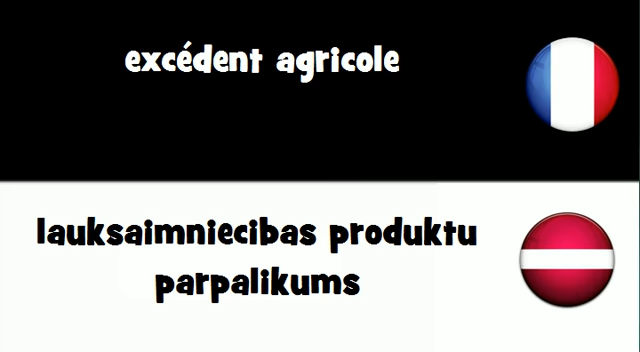 excédent agricole
lauksaimniecibas produktu
parpalikums